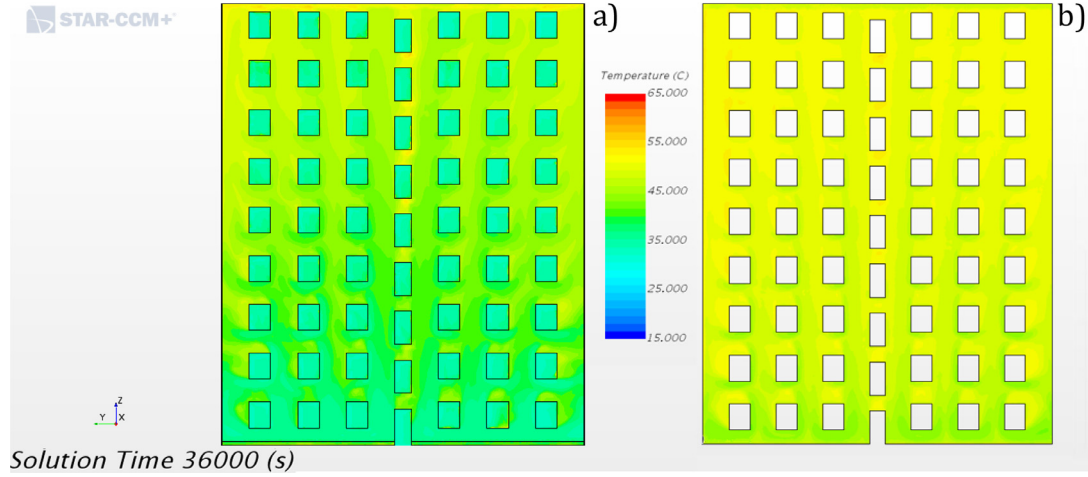 STAR-CCM+
a)
b)
Temperature (C)
65.000
55.000
45.000
35.000
25.000
15.000
Z
Y
X
Solution Time 36000 (s)